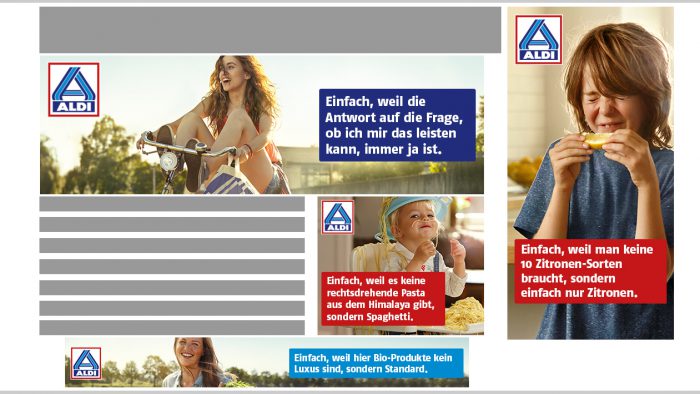 ALDI
Einfach, weil die
Antwort auf die Frage,
ob ich mir das leisten
kann, immer ja ist.
ALDI
Einfach, weil es keine
rechtsdrehende Pasta
aus dem Himalaya gibt,
sondern Spaghetti.
ALDI
Einfach, weil hier Bio-Produkte kein
Luxus sind, sondern Standard.
ALDI
Einfach, weil man keine
10 Zitronen-Sorten
braucht, sondern
einfach nur Zitronen.